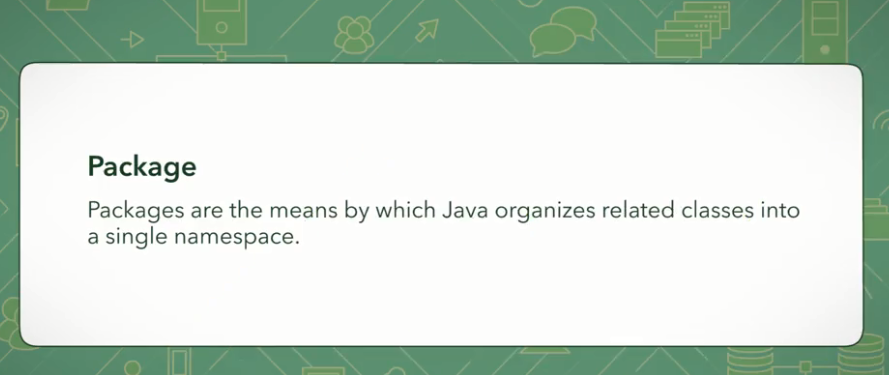 Package
Packages are the means by which Java organizes related classes into
a single namespace.